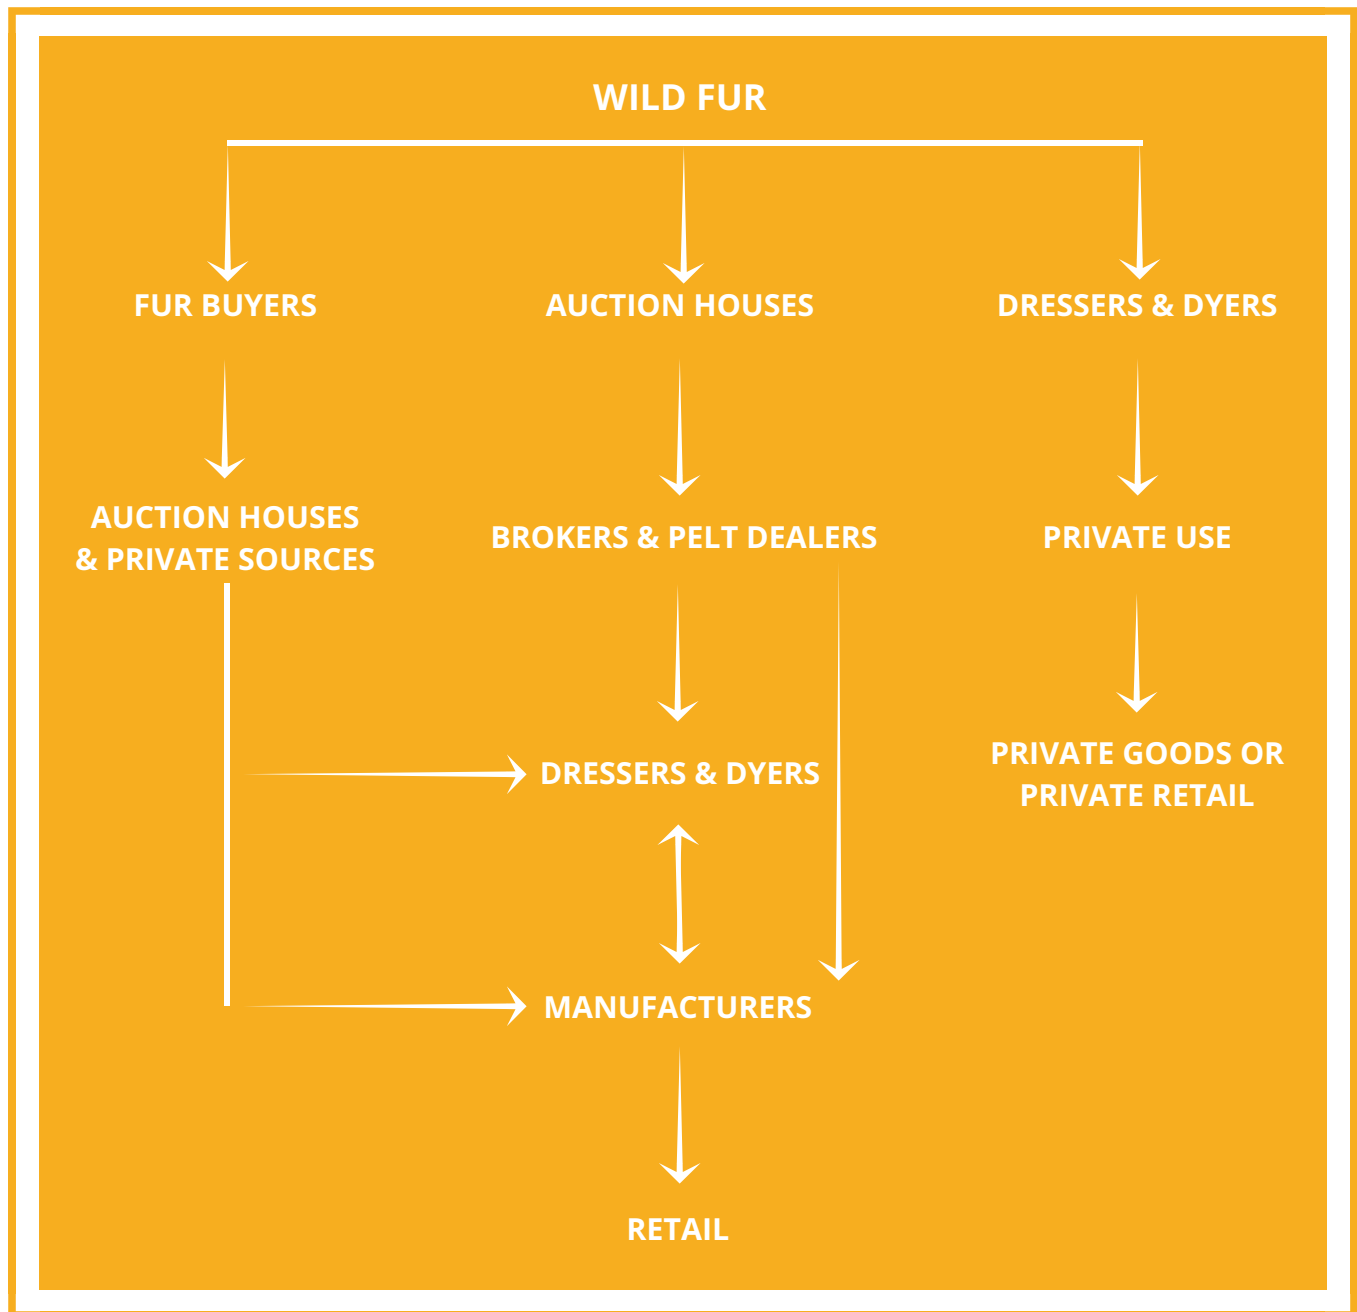 WILD FUR
FUR BUYERS
AUCTION HOUSES
DRESSERS & DYERS
AUCTION HOUSES
& PRIVATE SOURCES
BROKERS & PELT DEALERS
PRIVATE USE
DRESSERS & DYERS
PRIVATE GOODS OR
PRIVATE RETAIL
MANUFACTURERS
RETAIL